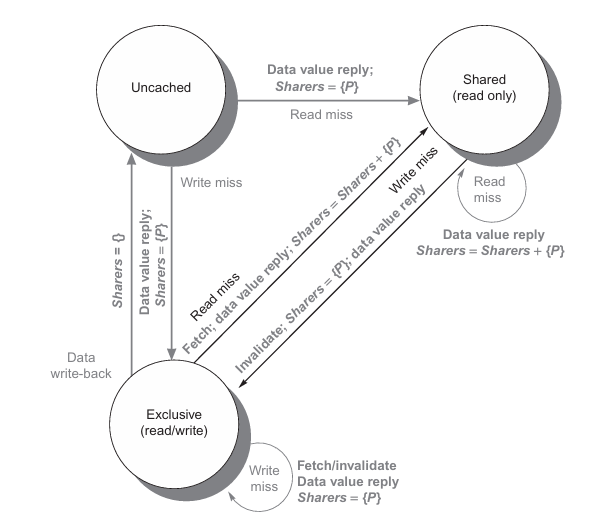 Uncached
Data value reply;
Sharers = {P}
Read miss
Shared
(read only)
Write miss
Read
miss
Data value reply
Sharers = Sharers + {P}
Sharers = {}
Data value reply;
Sharers = {P}
Write miss
Read miss
Fetch; data value reply; Sharers = Sharers + {P}
Invalidate; Sharers = {P}; data value reply
Data
write-back
Exclusive
(read/write)
Write
miss
Fetch/invalidate
Data value reply
Sharers = {P}